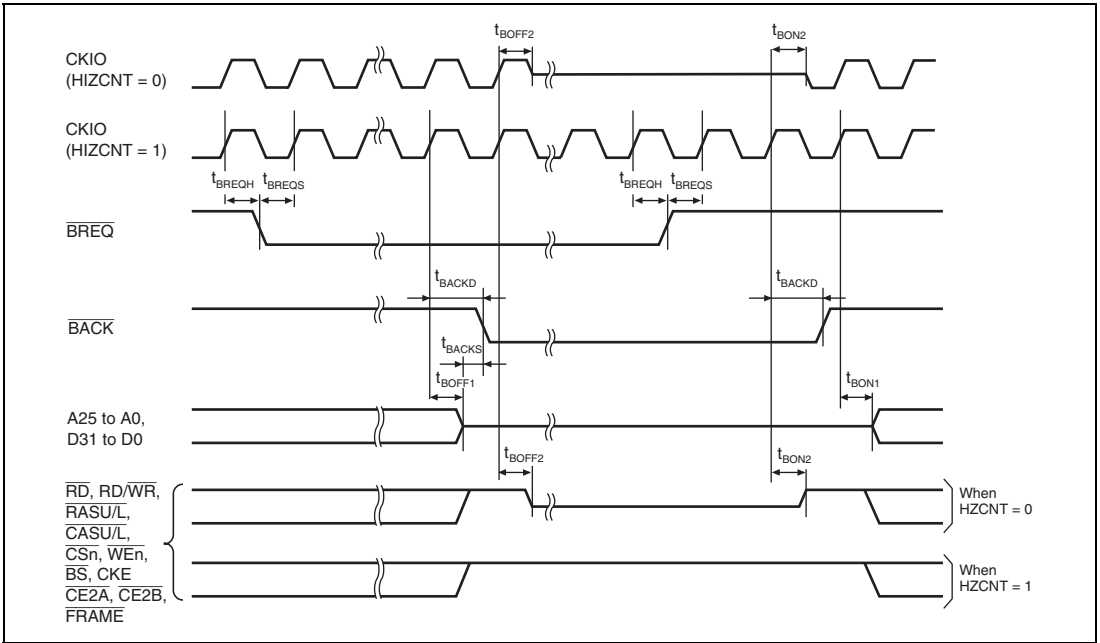 tBOFF2 tBON2
CKIO
(HIZCNT = 0)
CKIO
(HIZCNT = 1)
tBREQH tBREQS tBREQH tBREQS
BREQ
tBACKD tBACKD
BACK
tBACKS
tBOFF1 tBON1
A25 to A0,
D31 to D0
tBOFF2 tBON2
RD, RD/WR,
RASU/L,
CASU/L,
CSn, WEn,
BS, CKE
CE2A, CE2B,
FRAME
When
HZCNT = 0
When
HZCNT = 1